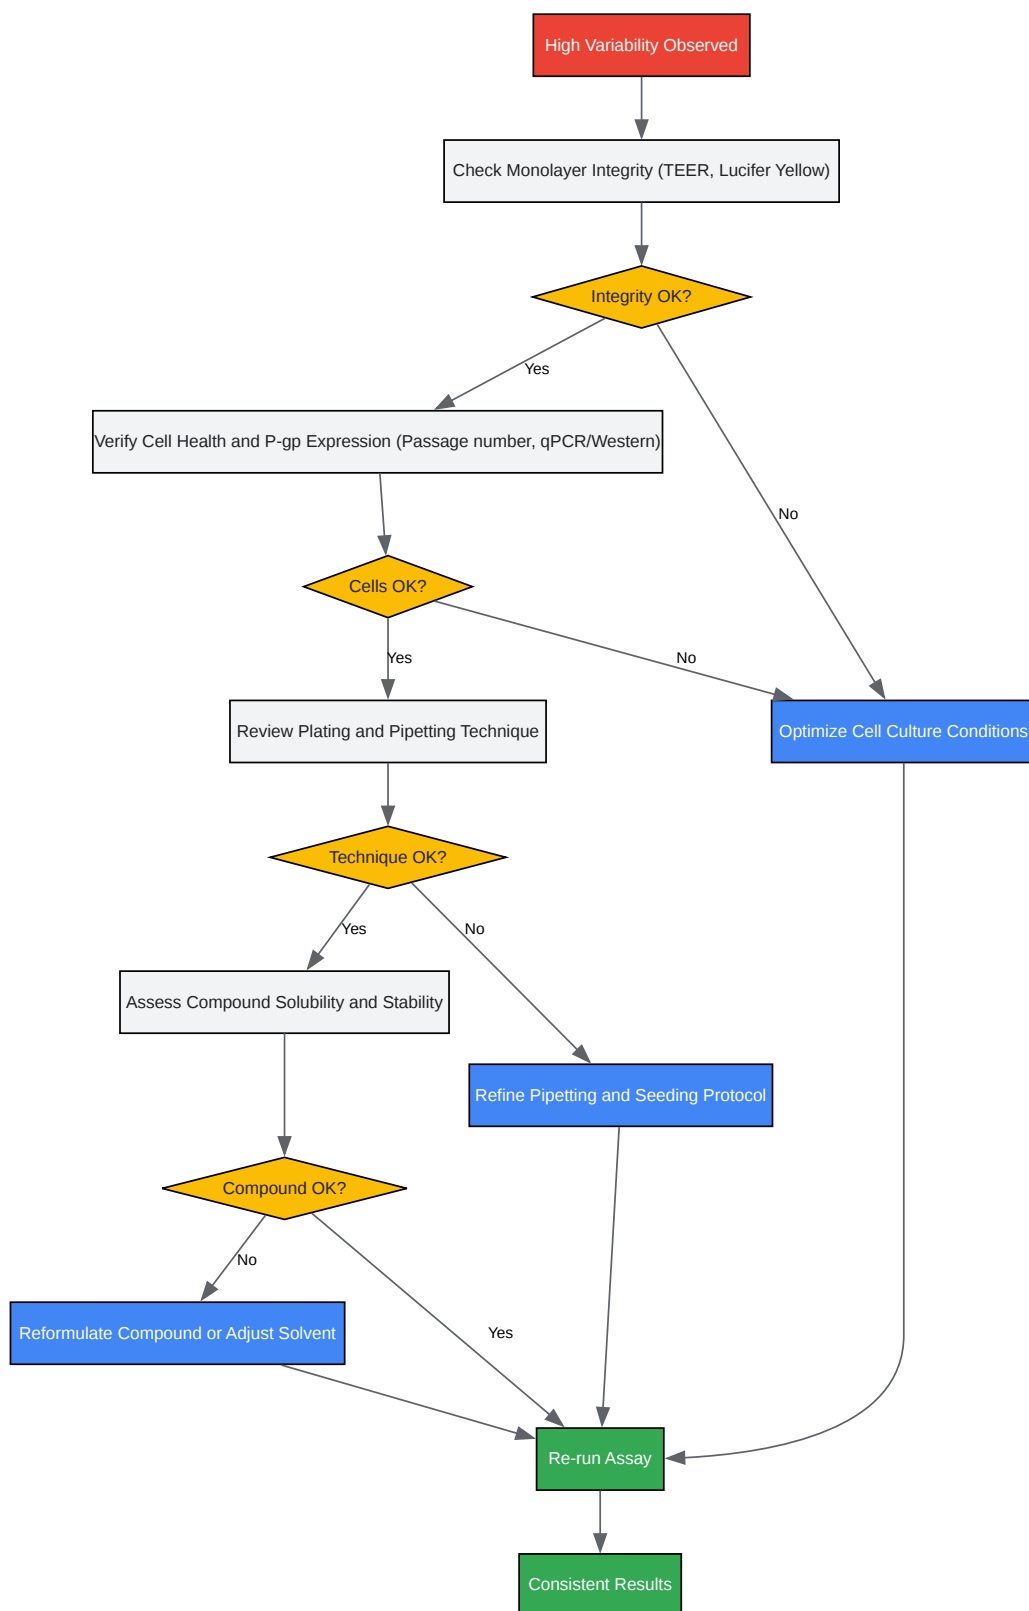 High Variability Observed
Check Monolayer Integrity (TEER, Lucifer Yellow)
Integrity OK?
Yes
Verify Cell Health and P-gp Expression (Passage number, qPCR/Western)
No
Cells OK?
Yes
No
Review Plating and Pipetting Technique
Optimize Cell Culture Conditions
Technique OK?
Yes
No
Assess Compound Solubility and Stability
Refine Pipetting and Seeding Protocol
Compound OK?
No
Reformulate Compound or Adjust Solvent
Yes
Re-run Assay
Consistent Results